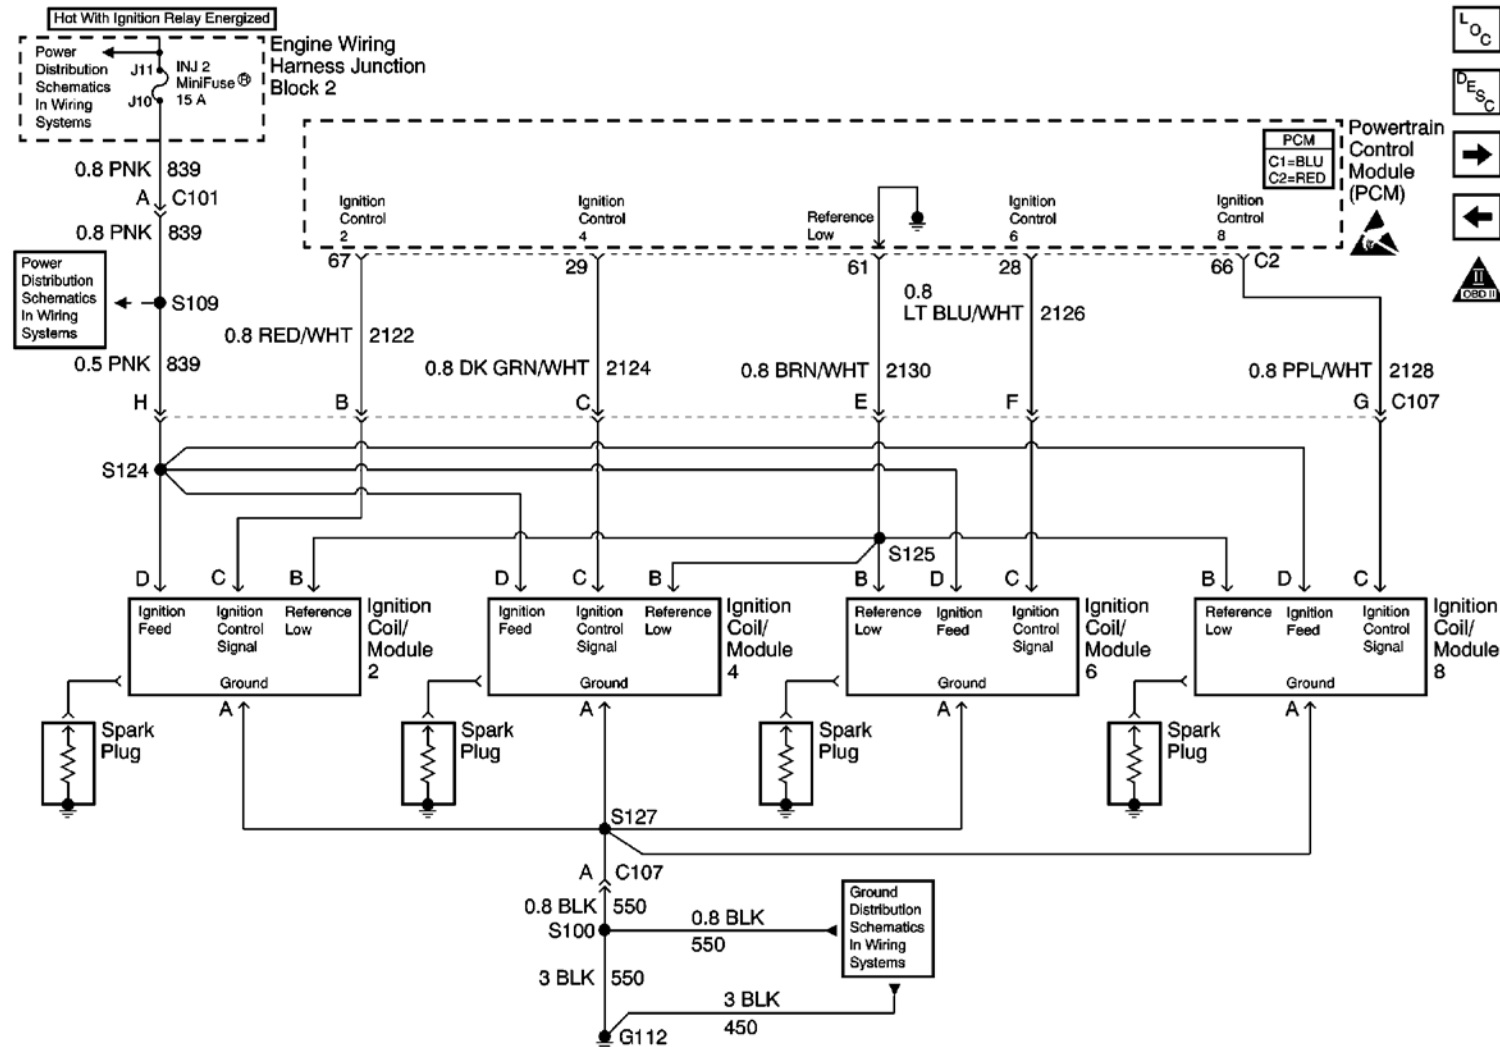 Hot With Ignition Relay Energized
Power
Distribution
Schematics
In Wiring
Systems
J11
J10
INJ 2
MiniFuse®
15 A
Engine Wiring
Harness Junction
Block 2
L
O
C
D
E
S
C
II
OBD II
0.8 PNK 839
A C101
0.8 PNK 839
Power
Distribution
Schematics
In Wiring
Systems
S109
0.5 PNK 839
PCM
C1=BLU
C2=RED
Powertrain
Control
Module
(PCM)
Ignition
Control
2
Ignition
Control
4
Reference
Low
Ignition
Control
6
Ignition
Control
8
67
29
61
28
66
C2
0.8 RED/WHT 2122
0.8 DK GRN/WHT 2124
0.8 BRN/WHT 2130
0.8
LT BLU/WHT 2126
0.8 PPL/WHT 2128
H
B
C
E
F
G
C107
S124
S125
D
C
B
D
C
B
B
D
C
B
D
C
Ignition
Feed
Ignition
Control
Signal
Reference
Low
Ground
Ignition
Coil/
Module
2
Ignition
Feed
Ignition
Control
Signal
Reference
Low
Ground
Ignition
Coil/
Module
4
Reference
Low
Ignition
Feed
Ignition
Control
Signal
Ground
Ignition
Coil/
Module
6
Reference
Low
Ignition
Feed
Ignition
Control
Signal
Ground
Ignition
Coil/
Module
8
A
A
A
A
Spark
Plug
Spark
Plug
Spark
Plug
Spark
Plug
S127
A C107
0.8 BLK 550
S100
0.8 BLK
550
Ground
Distribution
Schematics
In Wiring
Systems
3 BLK 550
3 BLK
450
G112